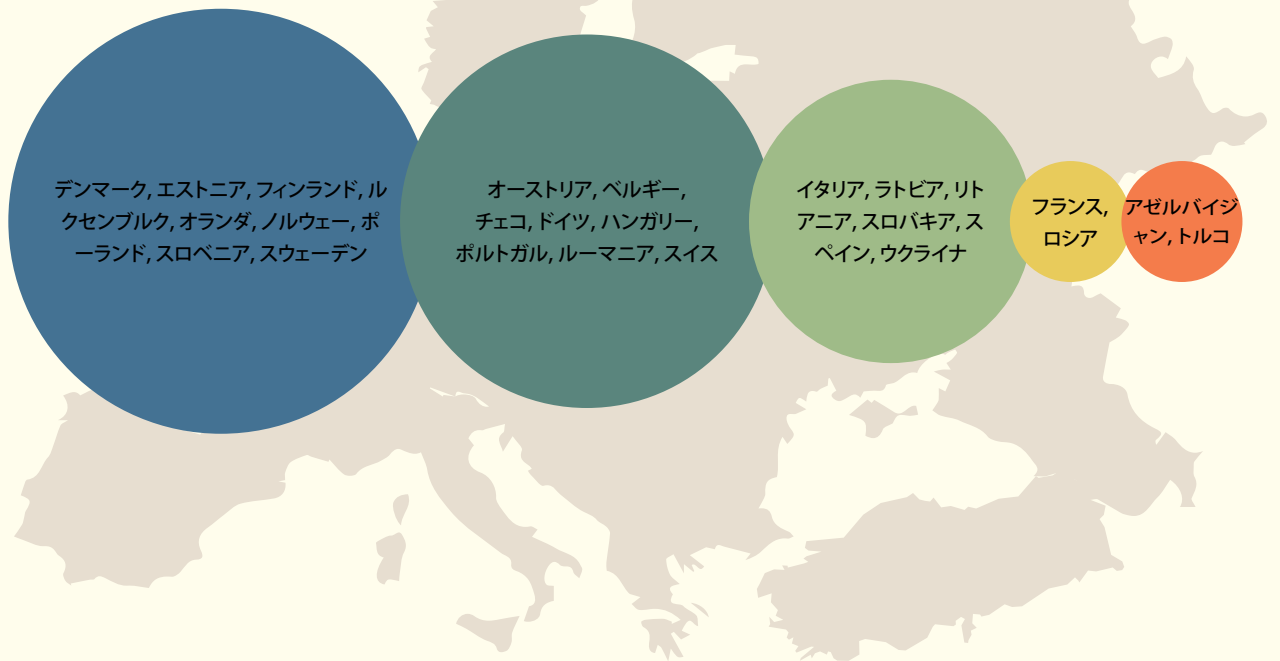 デンマーク, エストニア, フィンランド, ル
クセンブルク, オランダ, ノルウェー, ポ
ーランド, スロベニア, スウェーデン
オーストリア, ベルギー,
チェコ, ドイツ, ハンガリー,
ポルトガル, ルーマニア, スイス
イタリア, ラトビア, リト
アニア, スロバキア, ス
ペイン, ウクライナ
フランス,
ロシア
アゼルバイジ
ャン, トルコ